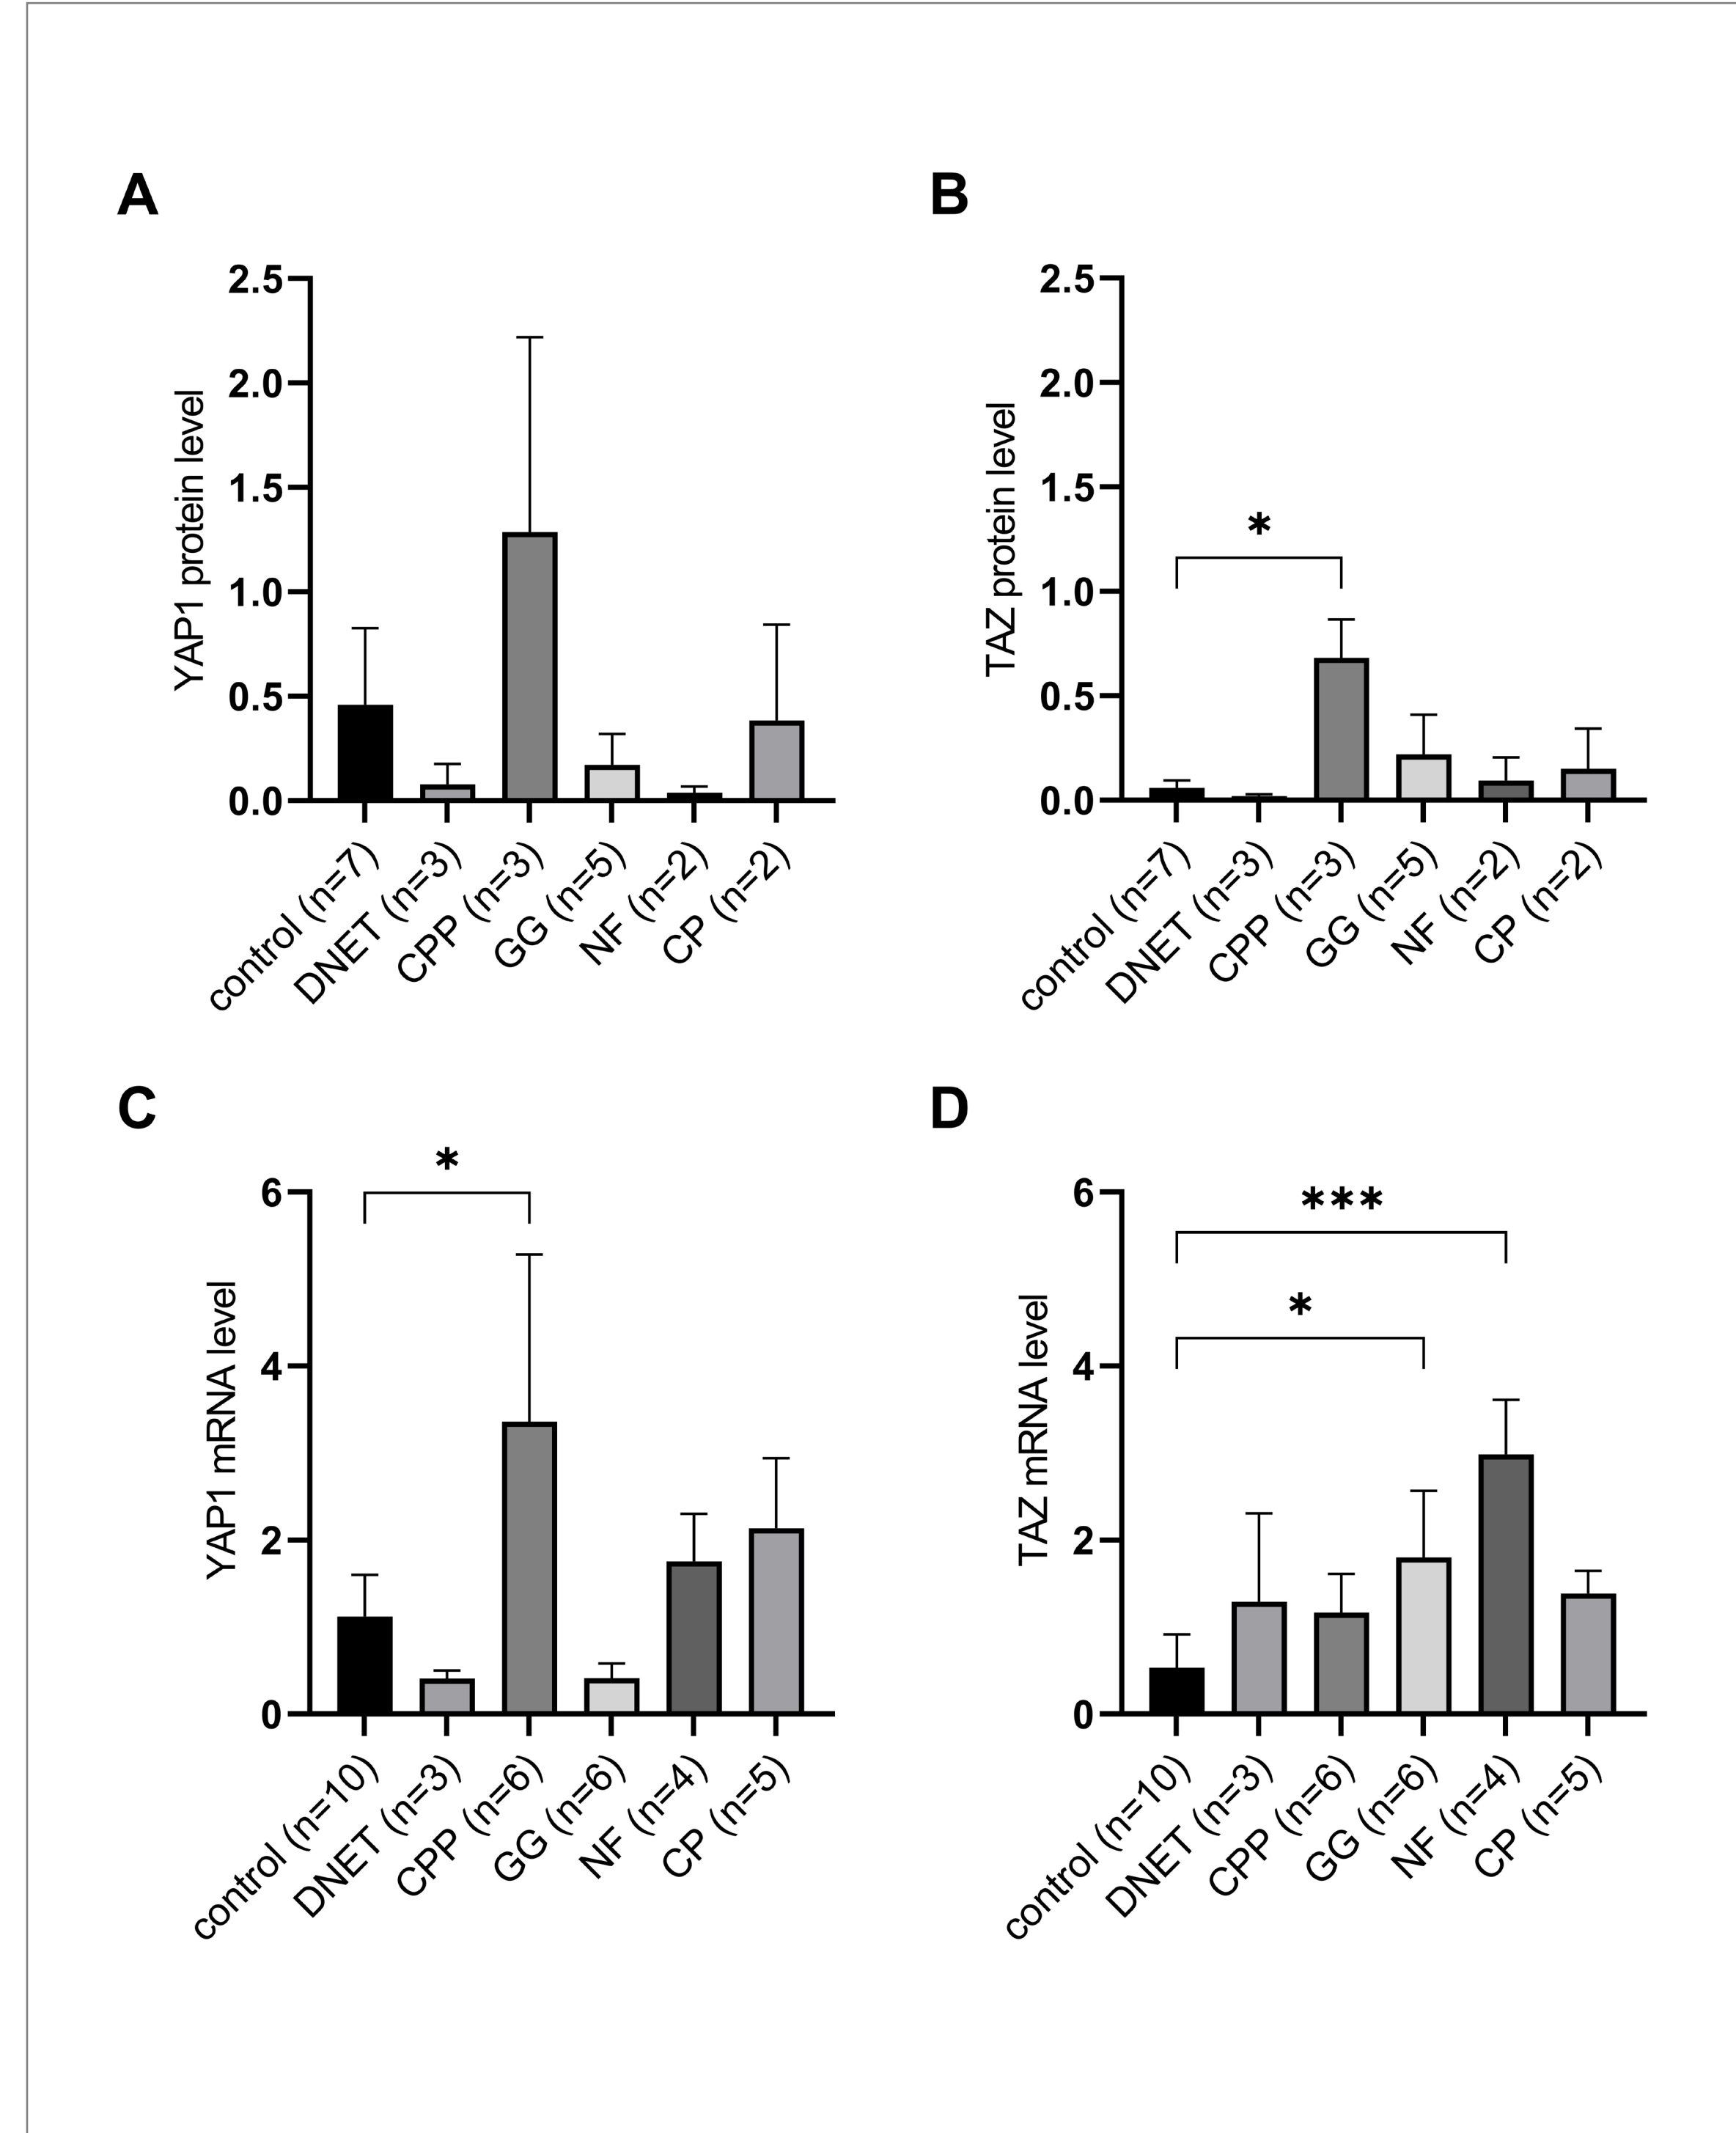 A
YAP1 protein level
2.5
2.0
1.5
1.0
0.5
0.0
control (n=7)
DNET (n=3)
CPP (n=3)
GG (n=5)
NF (n=2)
CP (n=2)
B
TAZ protein level
2.5
2.0
1.5
1.0
0.5
0.0
*
control (n=7)
DNET (n=3)
CPP (n=3)
GG (n=5)
NF (n=2)
CP (n=2)
C
YAP1 mRNA level
6
4
2
0
*
control (n=10)
DNET (n=3)
CPP (n=6)
GG (n=6)
NF (n=4)
CP (n=5)
D
TAZ mRNA level
6
4
2
0
***
*
control (n=10)
DNET (n=3)
CPP (n=6)
GG (n=6)
NF (n=4)
CP (n=5)